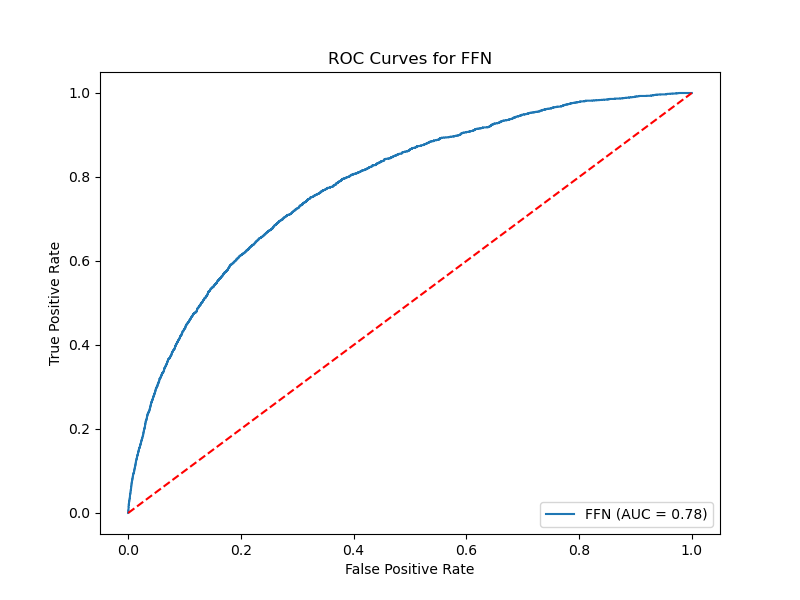 ROC Curves for FFN
1.0
0.8
0.6
0.4
0.2
0.0
True Positive Rate
0.0 0.2 0.4 0.6 0.8 1.0
False Positive Rate
FFN (AUC = 0.78)